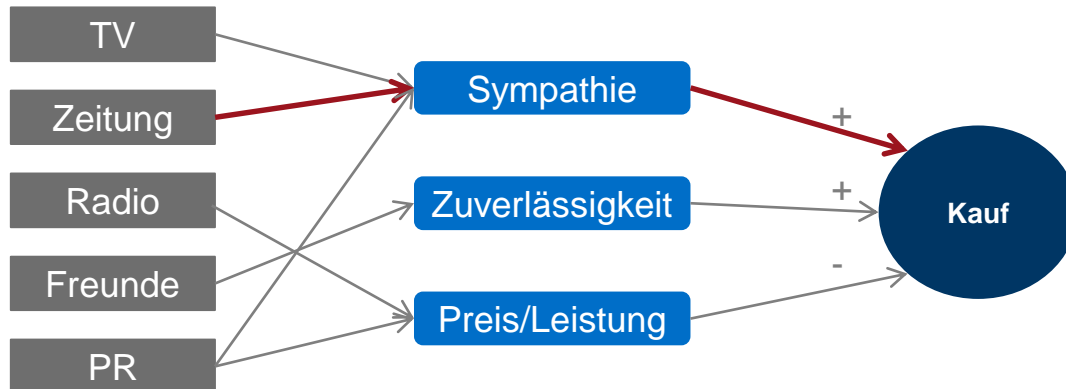 TV
Zeitung
Radio
Freunde
PR
Sympathie
Zuverlässigkeit
Preis/Leistung
+
+
-
Kauf